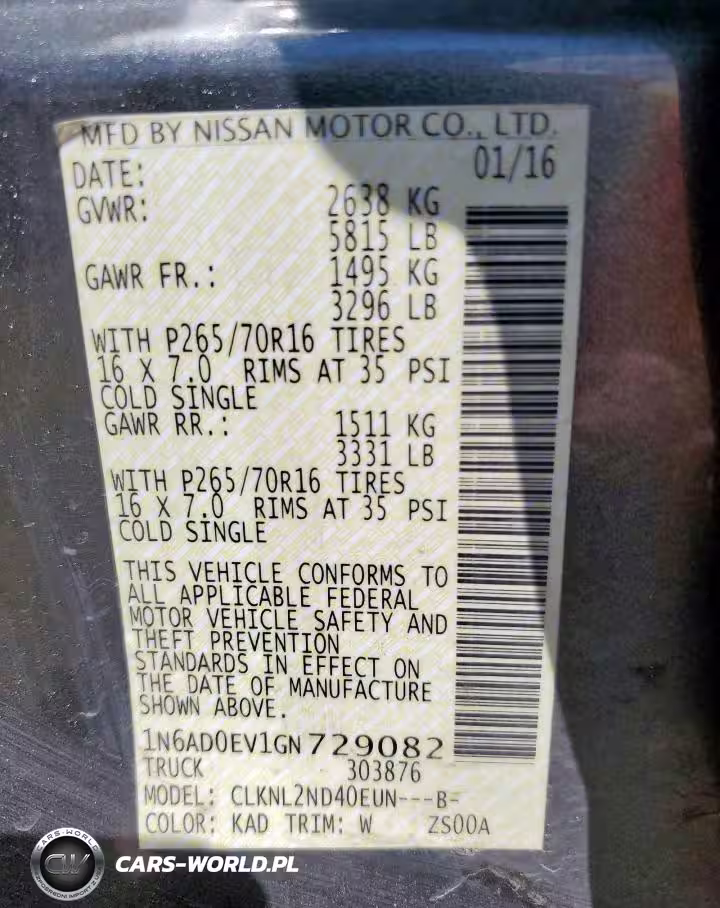 MFD BY NISSAN MOTOR CO., LTD.
DATE: 01/16
GVWR: 2638 KG
5815 LB
GAWR FR.: 1495 KG
3296 LB
WITH P265/70R16 TIRES
16 X 7.0 RIMS AT 35 PSI
COLD SINGLE
GAWR RR.: 1511 KG
3331 LB
WITH P265/70R16 TIRES
16 X 7.0 RIMS AT 35 PSI
COLD SINGLE
THIS VEHICLE CONFORMS TO
ALL APPLICABLE FEDERAL
MOTOR VEHICLE SAFETY AND
THEFT PREVENTION
STANDARDS IN EFFECT ON
THE DATE OF MANUFACTURE
SHOWN ABOVE.
1N6AD0EV1GN729082
TRUCK 303876
MODEL: CLKNL2ND40EUN---B-
COLOR: KAD TRIM: W ZS00A
CARS-WORLD
CW
CARS-WORLD.PL